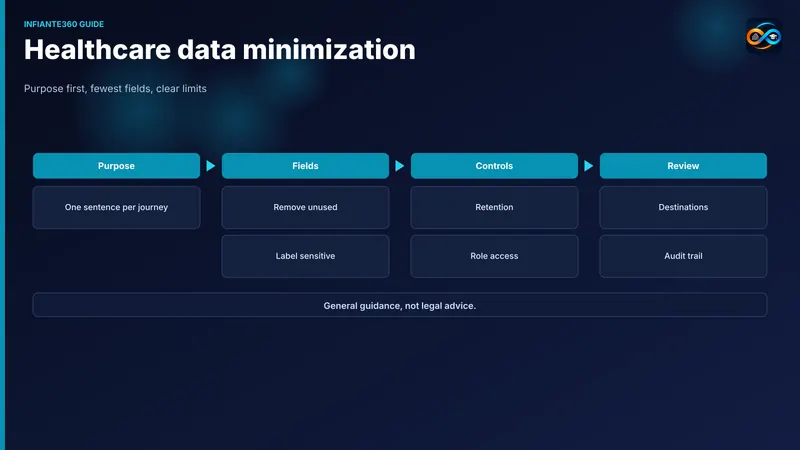 INFIANTE360 GUIDE
Healthcare data minimization
Purpose first, fewest fields, clear limits
Purpose
Fields
Controls
Review
One sentence per journey
Remove unused
Retention
Destinations
Label sensitive
Role access
Audit trail
General guidance, not legal advice.